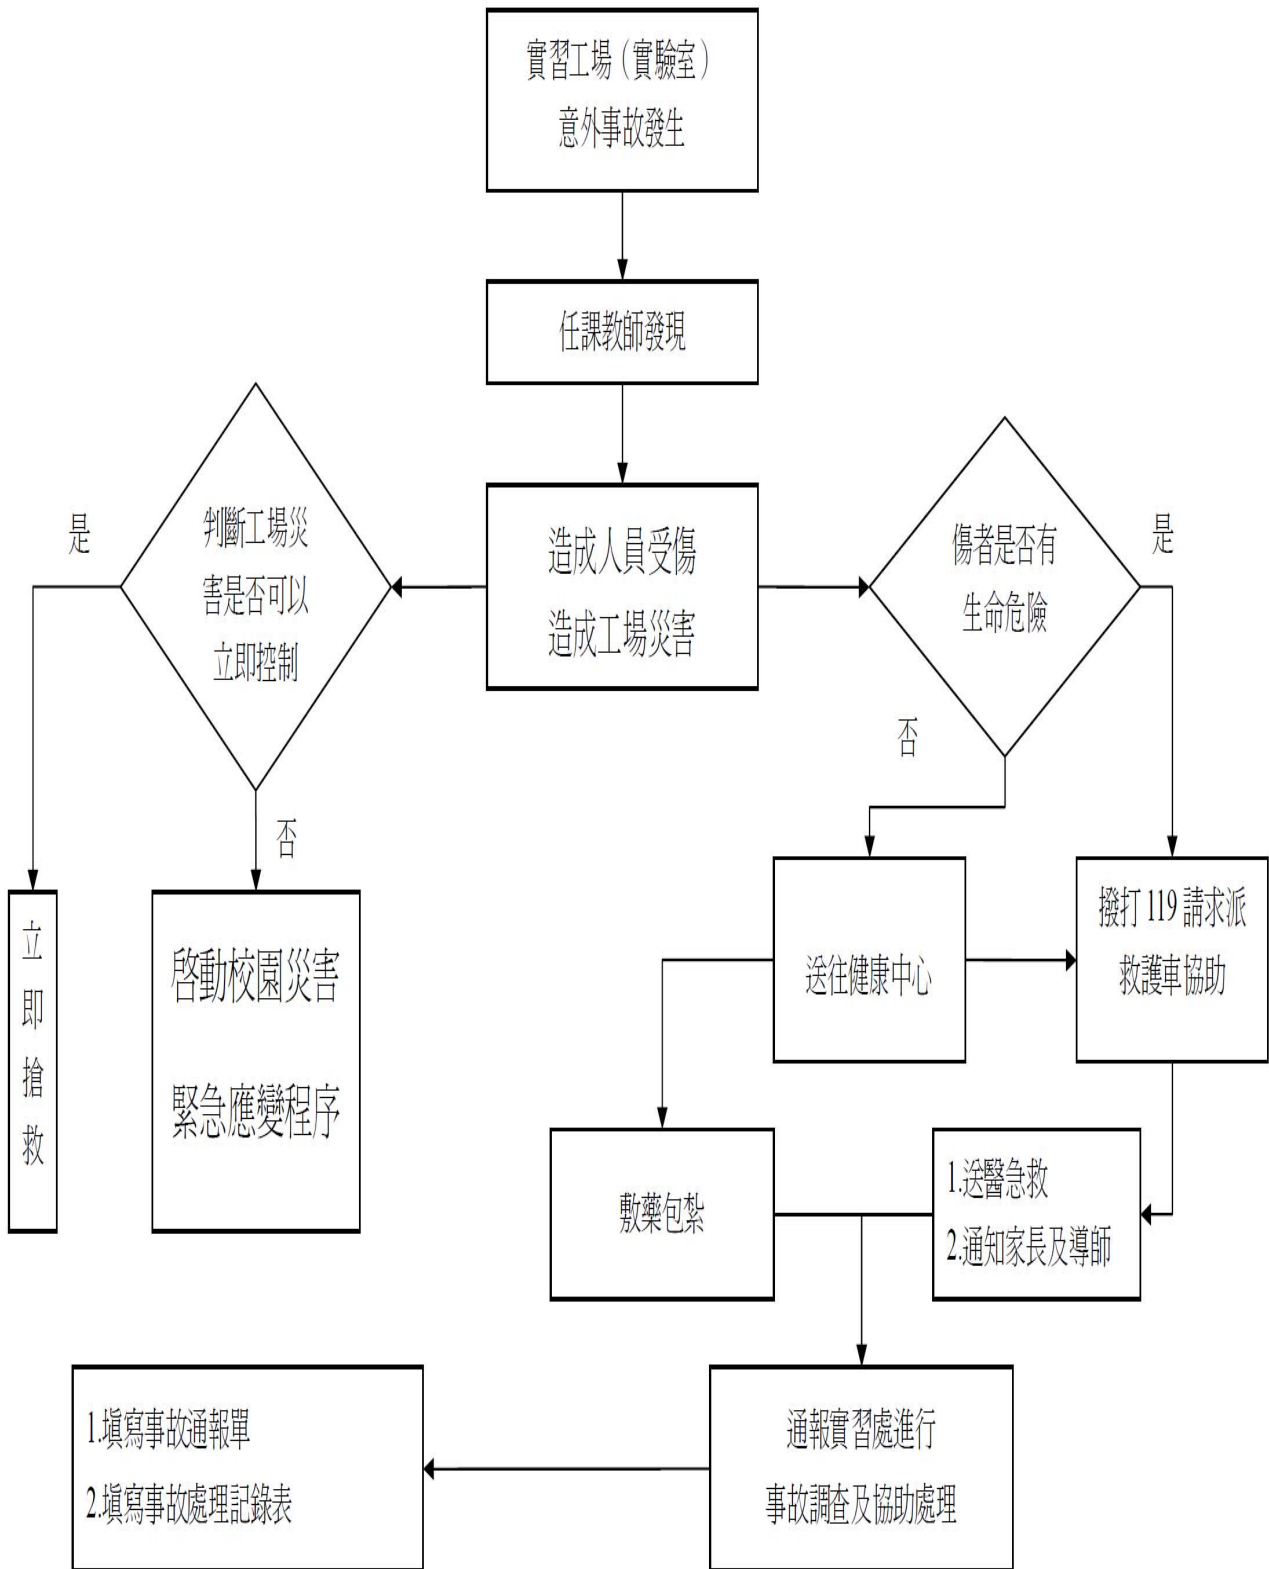 實習工場（實驗室）
意外事故發生
任課教師發現
造成人員受傷
造成工場災害
是
判斷工場災
害是否可以
立即控制
否
傷者是否有
生命危險
是
否
立
即
搶
救
啓動校園災害
緊急應變程序
送往健康中心
撥打 119 請求派
救護車協助
敷藥包紮
1.送醫急救
2.通知家長及導師
通報實習處進行
事故調查及協助處理
1.填寫事故通報單
2.填寫事故處理記錄表